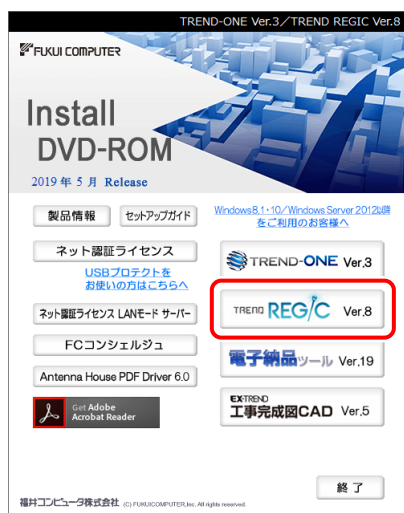 TREND-ONE Ver.3／TREND REGIC Ver.8
FUKUI COMPUTER
Install
DVD-ROM
2019 年 5 月 Release
製品情報
セットアップガイド
Windows8.1・10／Windows Server 2012以降
をご利用のお客様へ
ネット認証ライセンス
USBプロテクトを
お使いの方はこちらへ
ネット認証ライセンス LANモード サーバー
FCコンシェルジュ
Antenna House PDF Driver 6.0
Get Adobe
Acrobat Reader
TREND-ONE Ver.3
TREND REGIC Ver.8
電子納品ツール Ver.19
EX-TREND
工事完成図CAD Ver.5
終 了
福井コンピュータ株式会社 (C) FUKUICOMPUTER,Inc. All rights reserved.